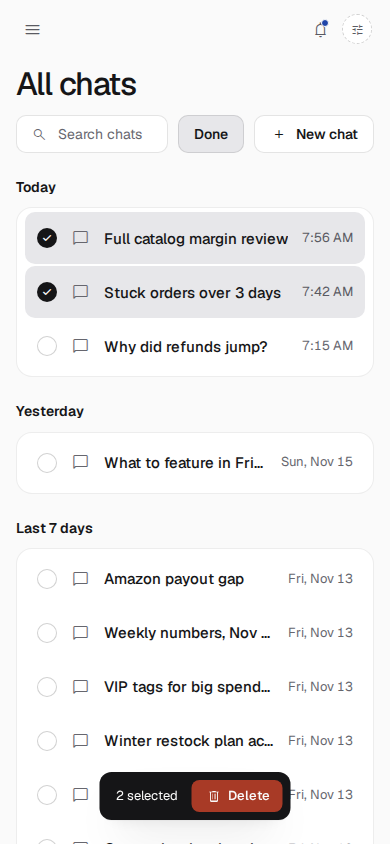 All chats
Search chats Done + New chat
Today
Full catalog margin review 7:56 AM
Stuck orders over 3 days 7:42 AM
Why did refunds jump? 7:15 AM
Yesterday
What to feature in Fri... Sun, Nov 15
Last 7 days
Amazon payout gap Fri, Nov 13
Weekly numbers, Nov ... Fri, Nov 13
VIP tags for big spend... Fri, Nov 13
Winter restock plan ac... Fri, Nov 13
2 selected Delete Fri, Nov 13